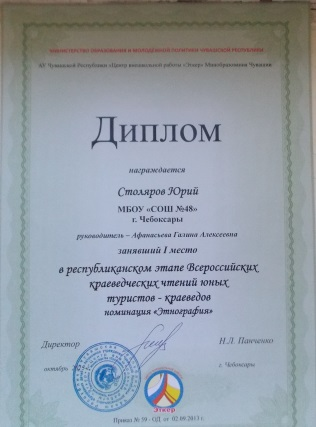 МИНИСТЕРСТВО ОБРАЗОВАНИЯ И МОЛОДЕЖНОЙ ПОЛИТИКИ ЧУВАШСКОЙ РЕСПУБЛИКИ
Чувашской Республики «Центр внешкольной работы «Эткер» Минобразования Чувашии
Диплом
награждается
Столяров Юрий
МБОУ «СОШ №48»
г. Чебоксары
руководитель – Афанасьева Галина Алексеевна
занявший I место
в республиканском этапе Всероссийских
краеведческих чтений юных
туристов - краеведов
номинация «Этнография»
Директор Н.Л. Панченко
октябрь г. Чебоксары
Эткер
Приказ № 39 - ОД от 02.09.2013 г.